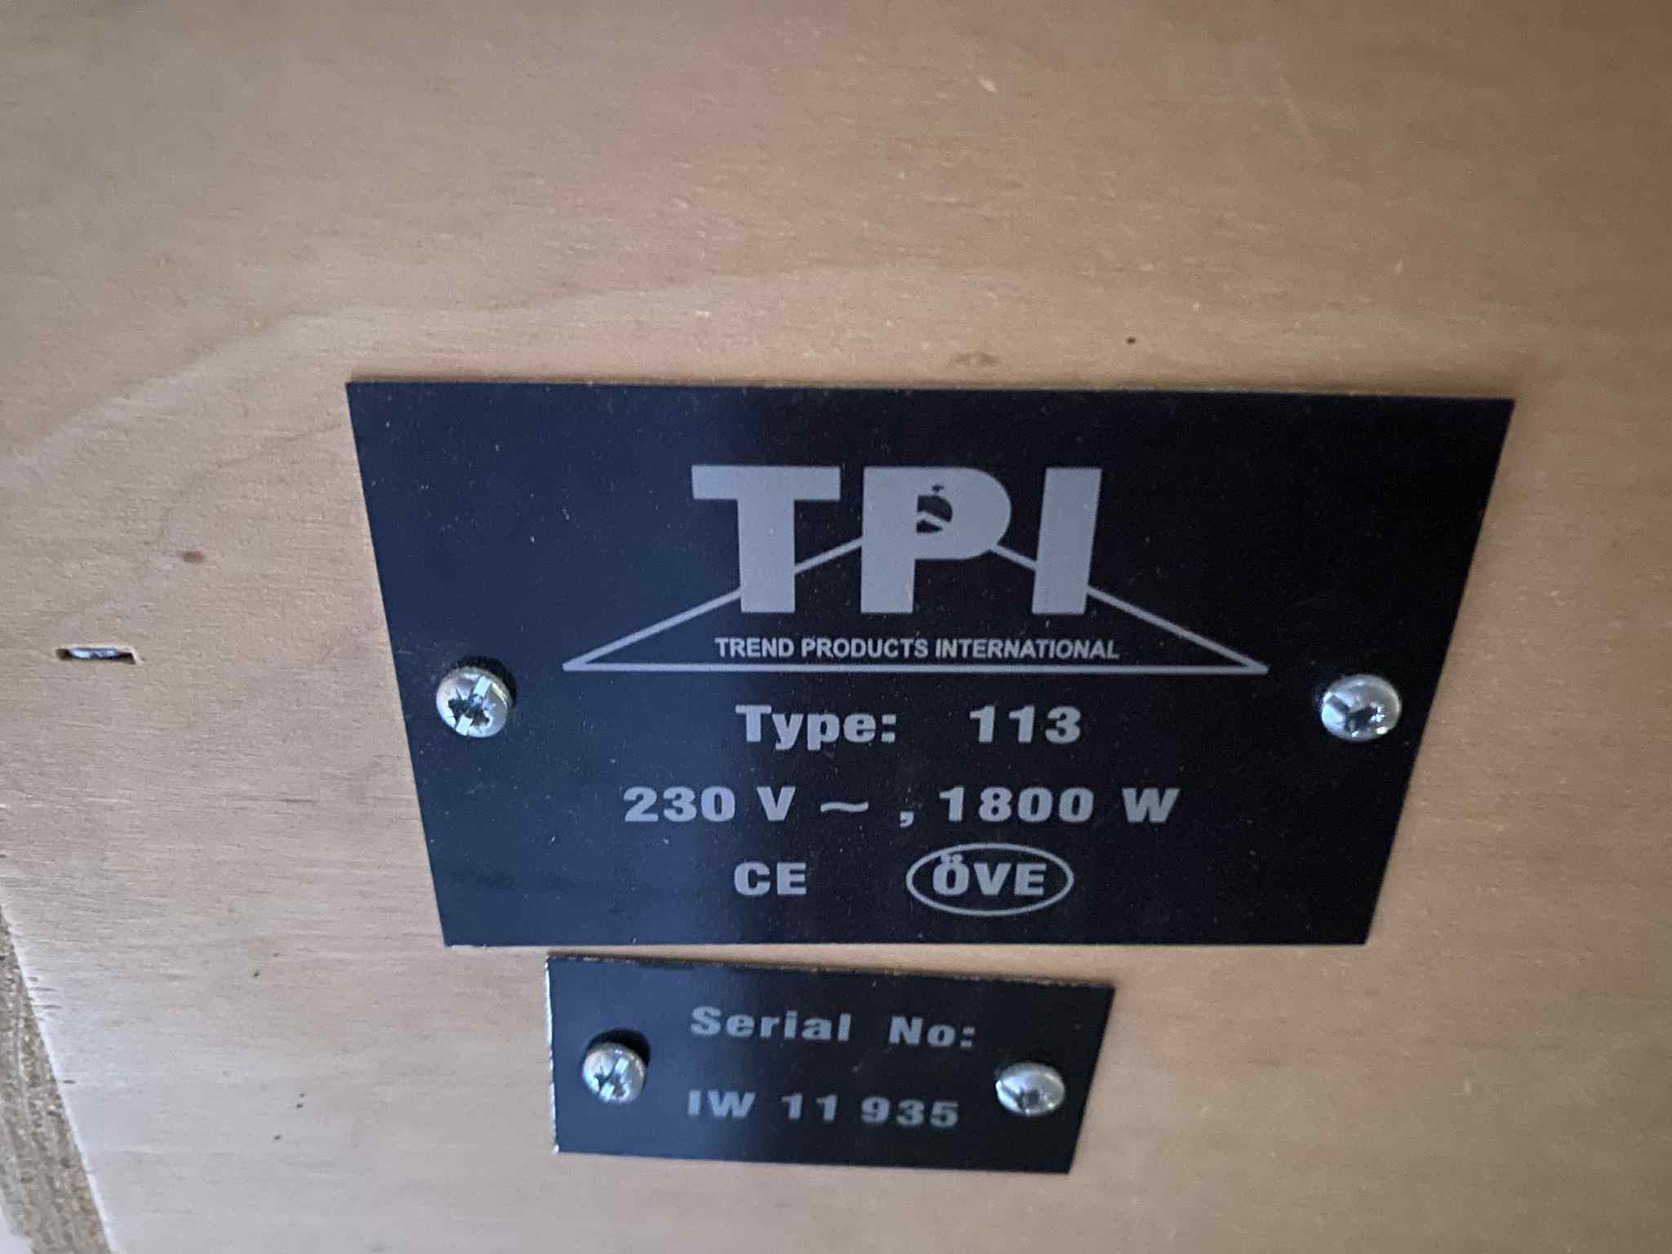 TPI
TREND PRODUCTS INTERNATIONAL
Type: 113
230 V ~ , 1800 W
CE ÖVE
Serial No:
IW 11 935